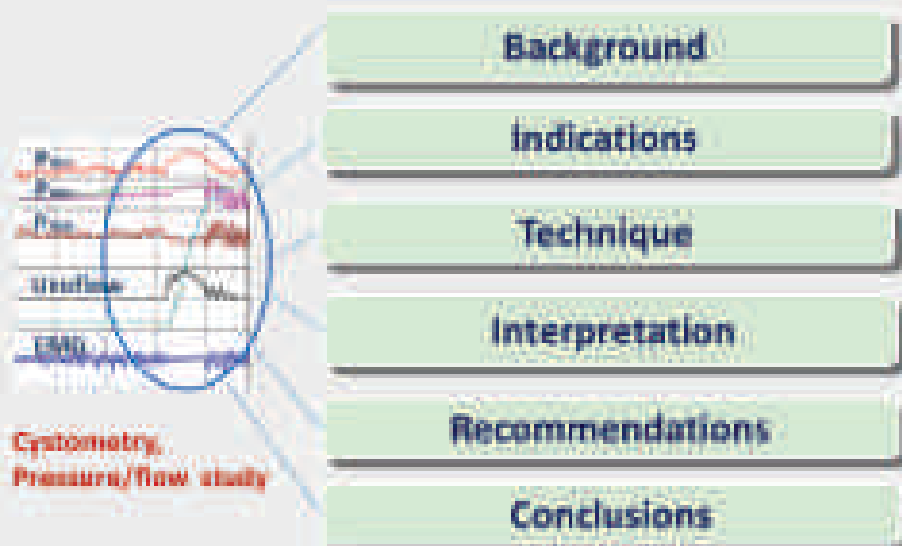 Background
Indications
Technique
Interpretation
Recommendations
Conclusions
Uroflow
EMG
Cystometry,
Pressure/flow study